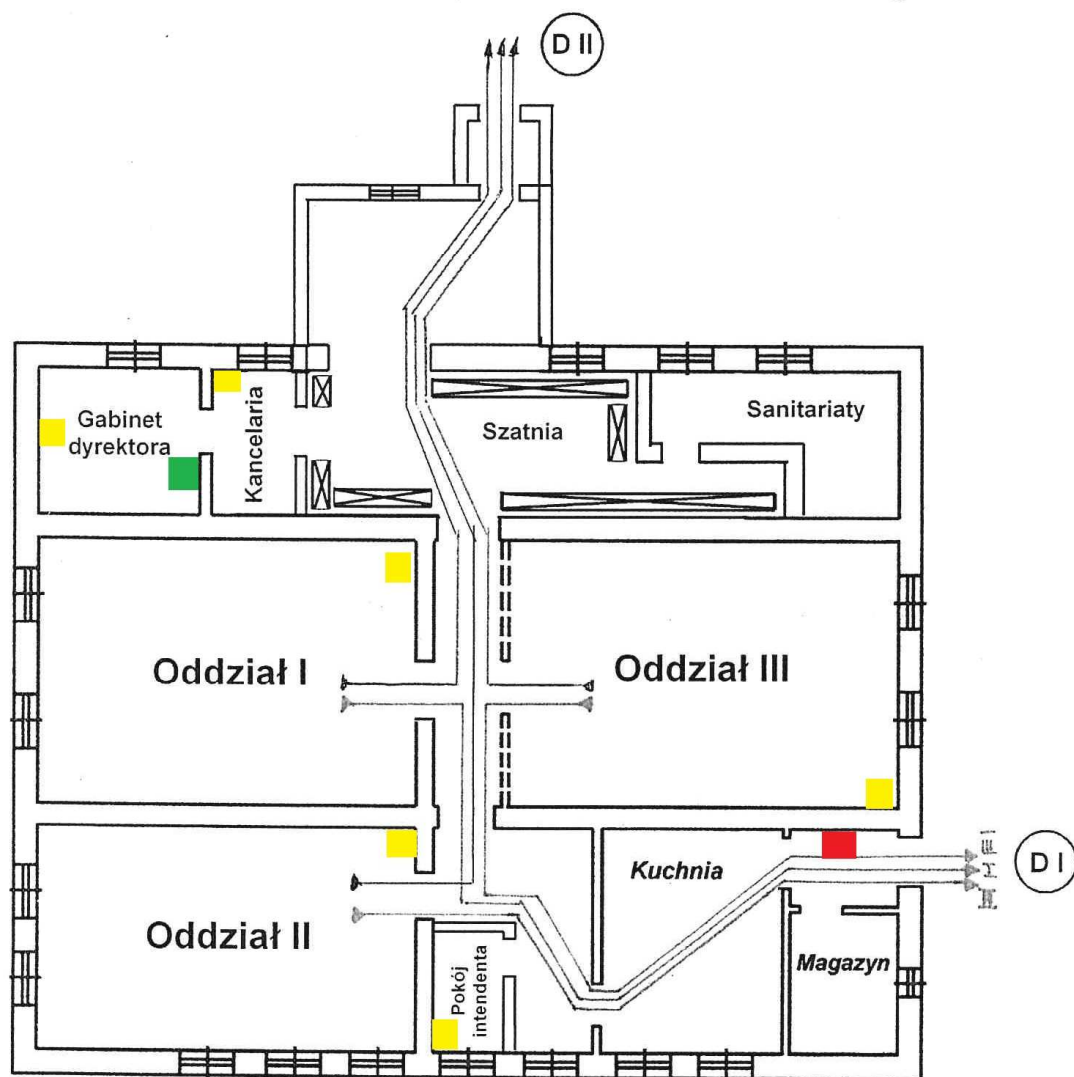 D II
Gabinet
dyrektora
Kancelaria
Szatnia
Sanitariaty
Oddział I
Oddział III
Kuchnia
D I
Oddział II
Pokój
intendenta
Magazyn